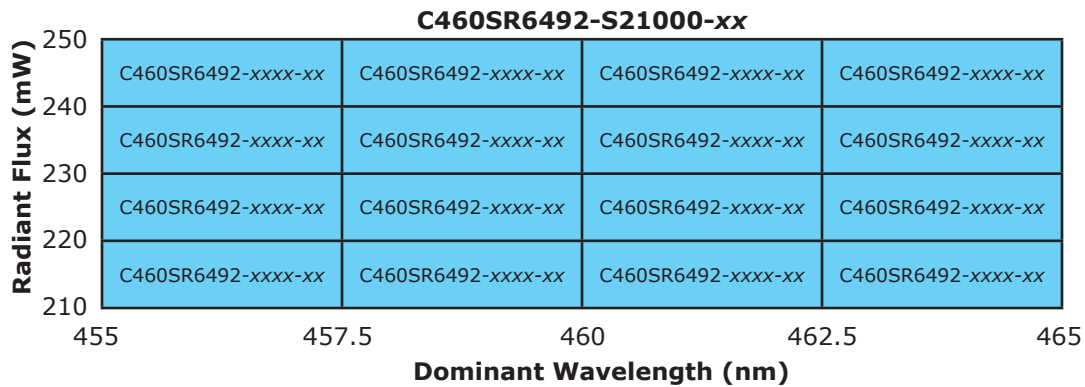 C460SR6492-S21000-xx
250
C460SR6492-xxxx-xx C460SR6492-xxxx-xx C460SR6492-xxxx-xx C460SR6492-xxxx-xx
240
C460SR6492-xxxx-xx C460SR6492-xxxx-xx C460SR6492-xxxx-xx C460SR6492-xxxx-xx
230
C460SR6492-xxxx-xx C460SR6492-xxxx-xx C460SR6492-xxxx-xx C460SR6492-xxxx-xx
220
C460SR6492-xxxx-xx C460SR6492-xxxx-xx C460SR6492-xxxx-xx C460SR6492-xxxx-xx
210
Radiant Flux (mW)
455 457.5 460 462.5 465
Dominant Wavelength (nm)